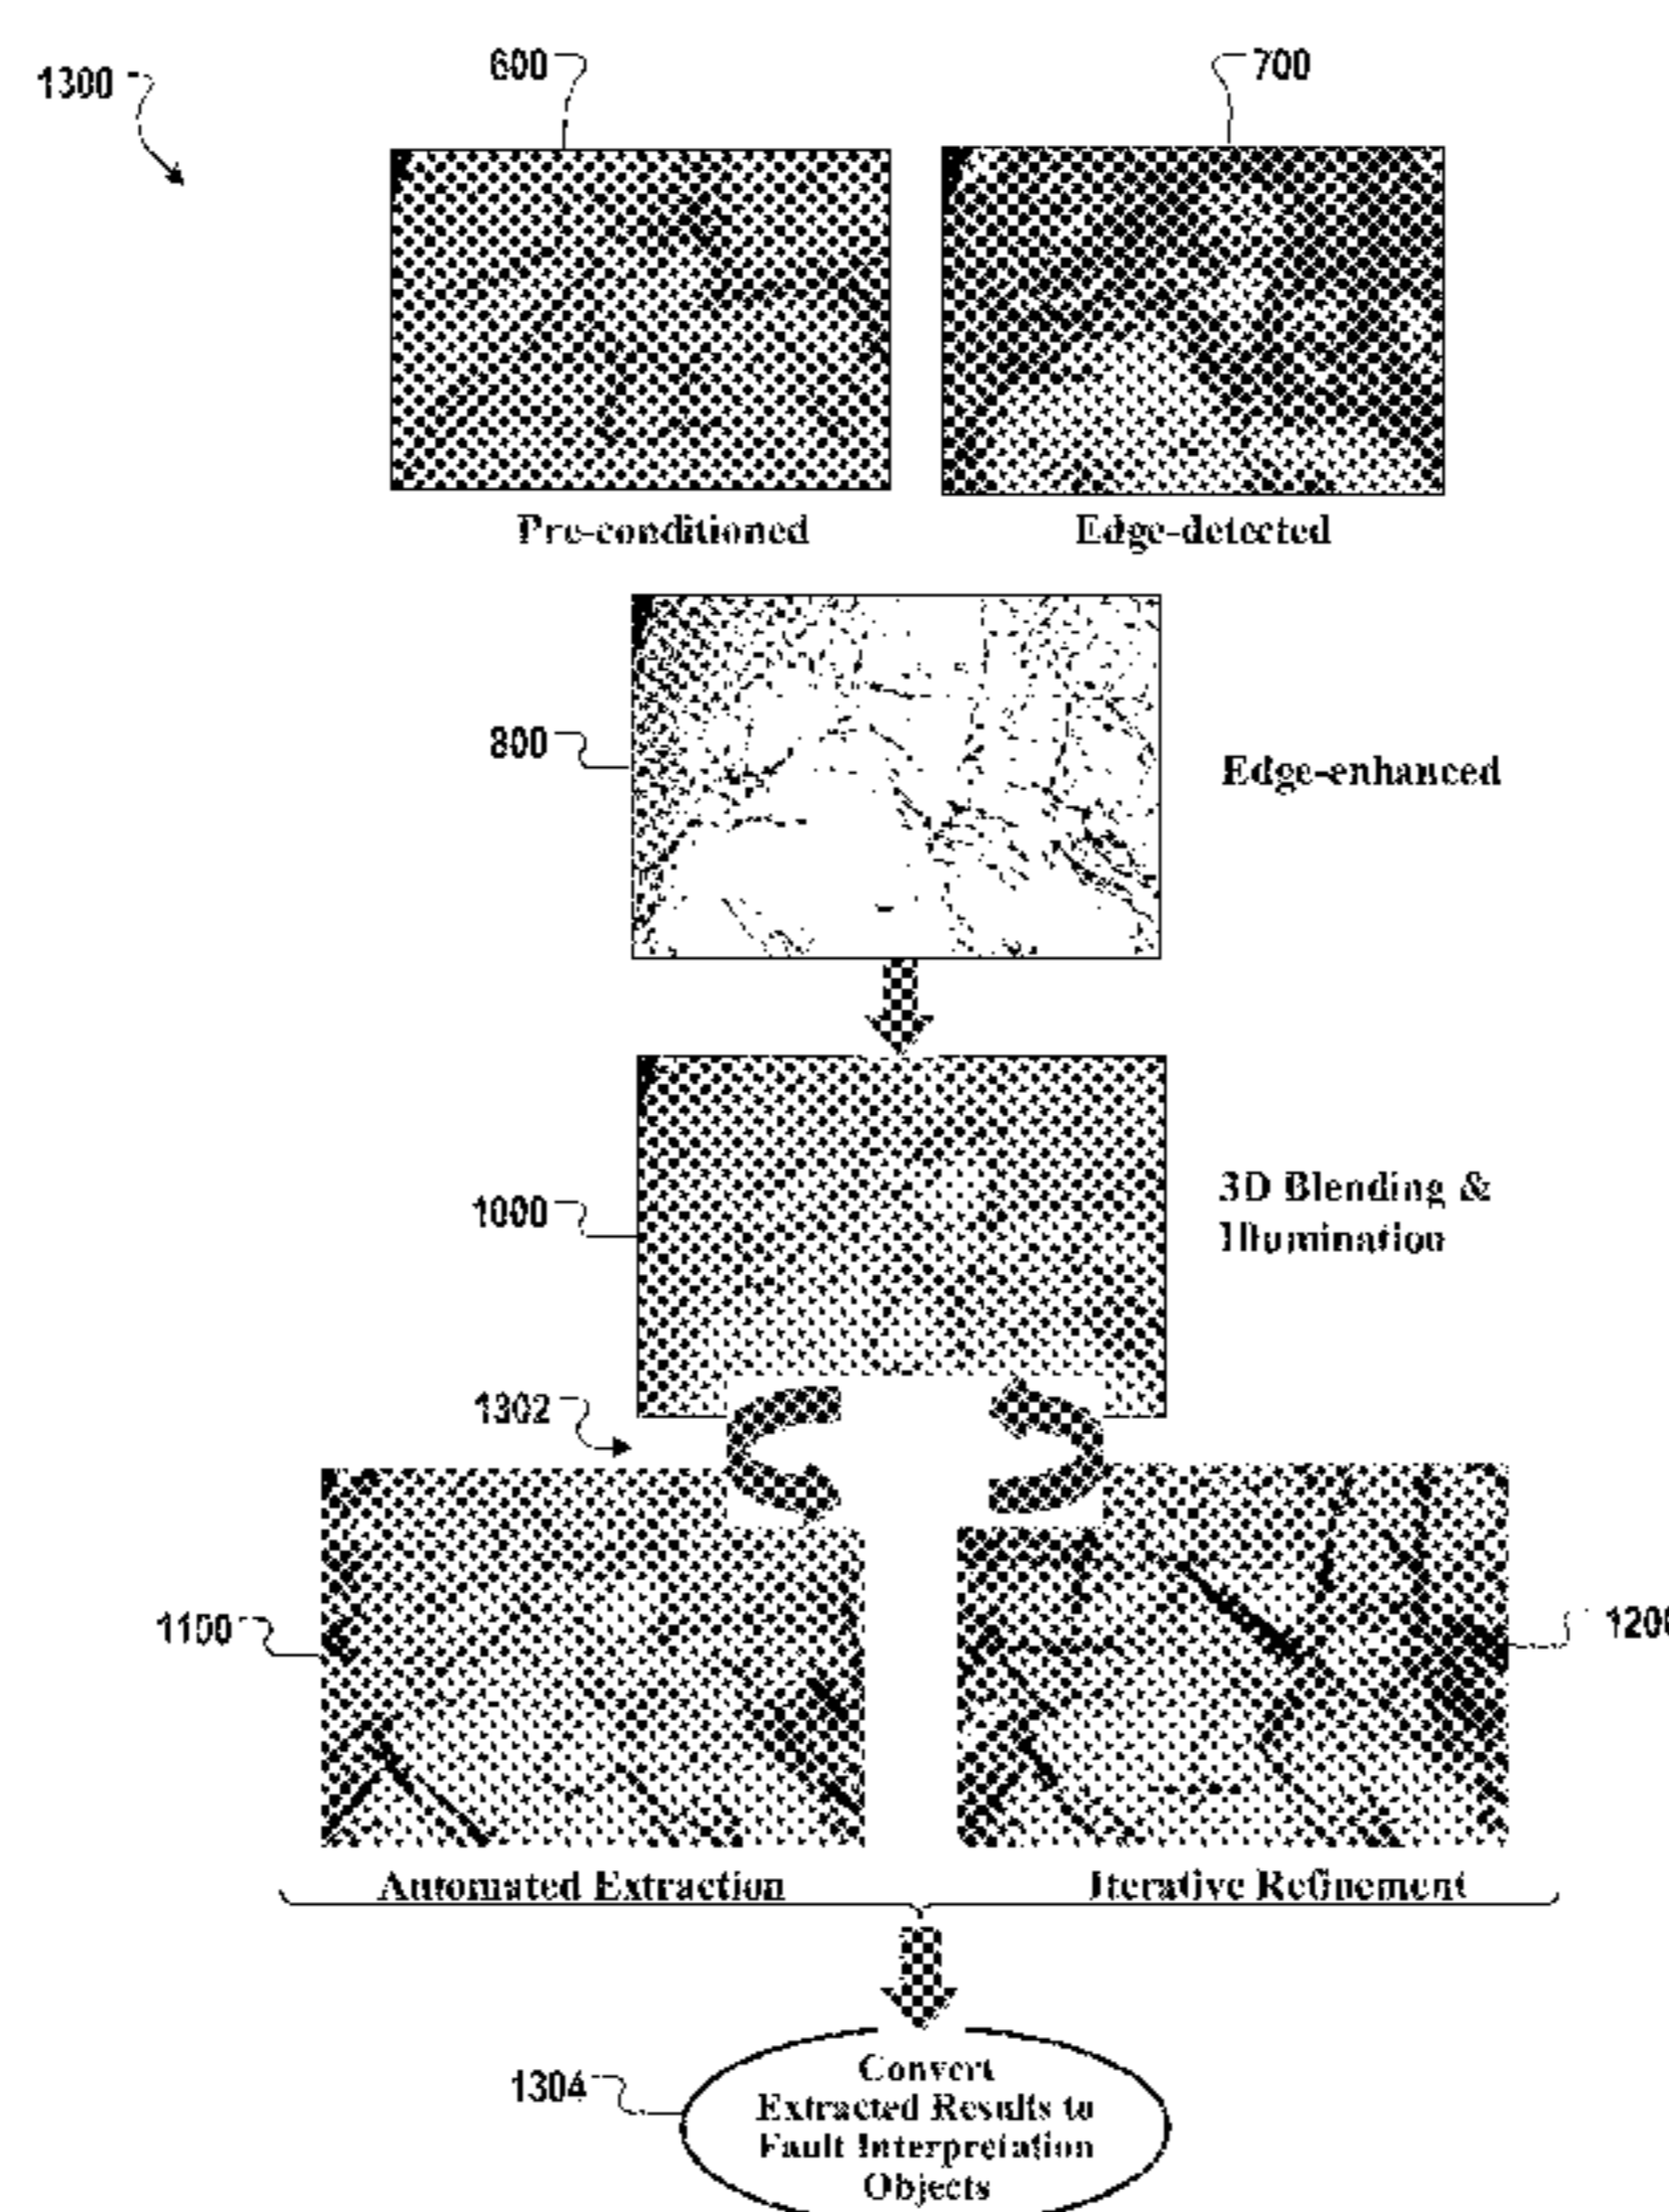 1300
600
700
Pre-conditioned
Edge-detected
800
Edge-enhanced
1000
3D Blending &
Illumination
1302
1100
Automated Extraction
Iterative Refinement
1304
Convert
Extracted Results to
Fault Interpretation
Objects